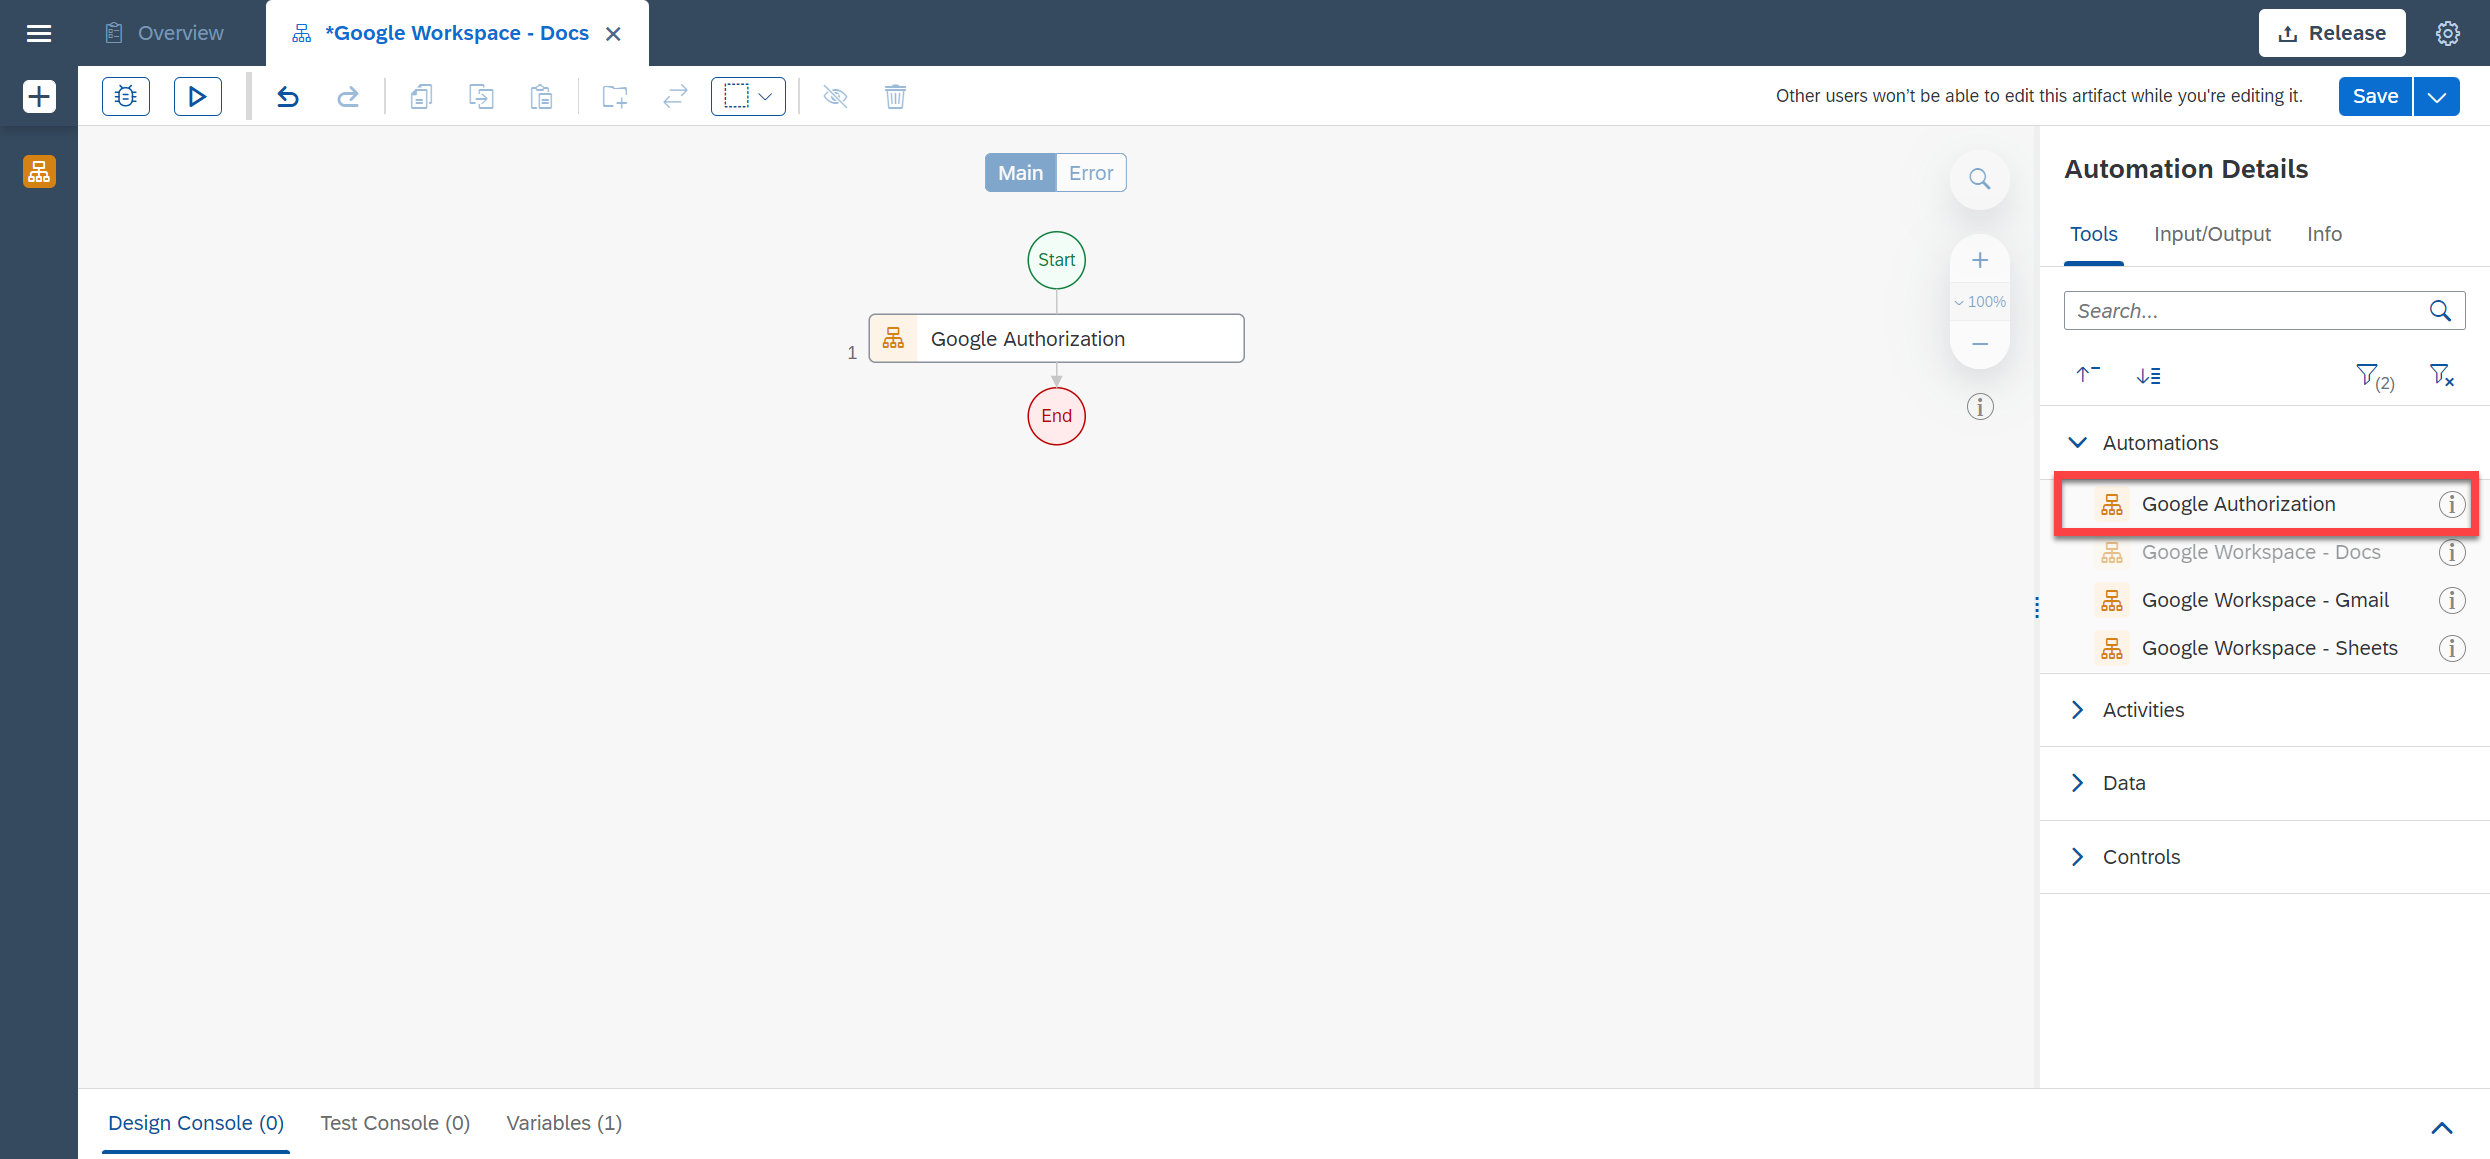 Overview
*Google Workspace - Docs
Release
Other users won’t be able to edit this artifact while you're editing it.
Save
Main
Error
Start
1
Google Authorization
End
100%
Automation Details
Tools
Input/Output
Info
Search...
(2)
Automations
Google Authorization
Google Workspace - Docs
Google Workspace - Gmail
Google Workspace - Sheets
Activities
Data
Controls
Design Console (0)
Test Console (0)
Variables (1)